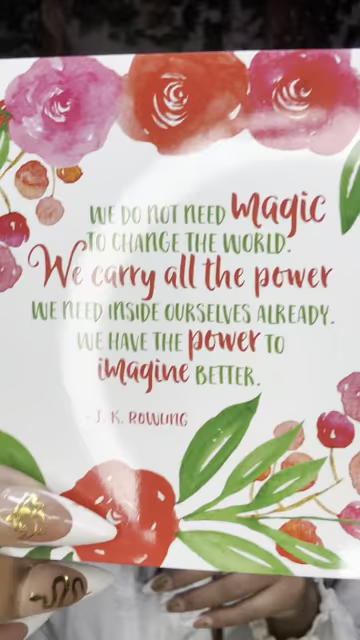 WE DO NOT NEED magic
TO CHANGE THE WORLD.
We carry all the power
WE NEED INSIDE OURSELVES ALREADY.
WE HAVE THE power TO
imagine BETTER.
- J. K. ROWLING